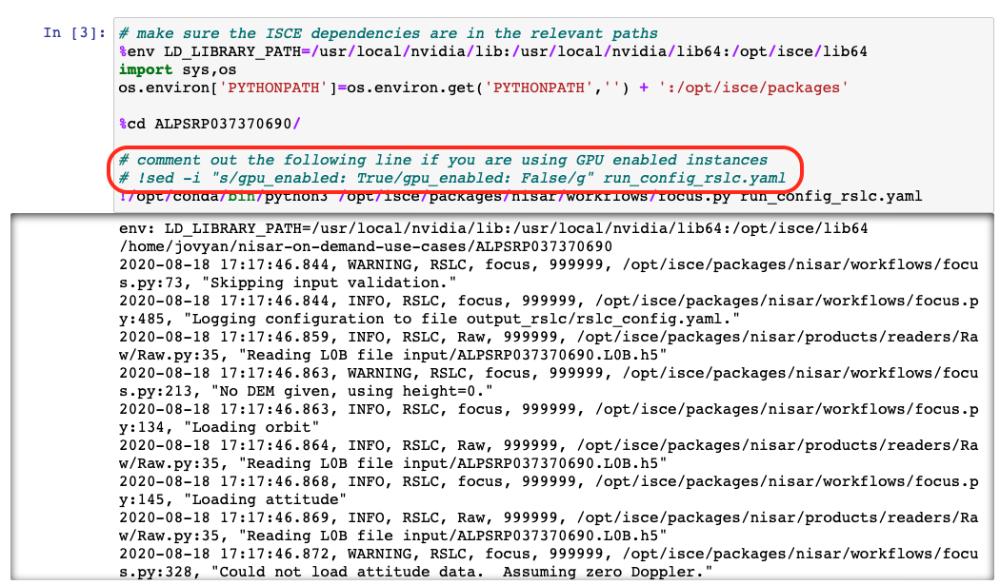 In [3]:
# make sure the ISCE dependencies are in the relevant paths
%env LD_LIBRARY_PATH=/usr/local/nvidia/lib:/usr/local/nvidia/lib64:/opt/isce/lib64
import sys,os
os.environ['PYTHONPATH']=os.environ.get('PYTHONPATH','') + ':/opt/isce/packages'
%cd ALPSRP037370690/
# comment out the following line if you are using GPU enabled instances
# !sed -i "s/gpu_enabled: True/gpu_enabled: False/g" run_config_rslc.yaml
!/opt/conda/bin/python3 /opt/isce/packages/nisar/workflows/focus.py run_config_rslc.yaml
env: LD_LIBRARY_PATH=/usr/local/nvidia/lib:/usr/local/nvidia/lib64:/opt/isce/lib64
/home/jovyan/nisar-on-demand-use-cases/ALPSRP037370690
2020-08-18 17:17:46.844, WARNING, RSLC, focus, 999999, /opt/isce/packages/nisar/workflows/focu
s.py:73, "Skipping input validation."
2020-08-18 17:17:46.844, INFO, RSLC, focus, 999999, /opt/isce/packages/nisar/workflows/focus.p
y:485, "Logging configuration to file output_rslc/rslc_config.yaml."
2020-08-18 17:17:46.859, INFO, RSLC, Raw, 999999, /opt/isce/packages/nisar/products/readers/Ra
w/Raw.py:35, "Reading L0B file input/ALPSRP037370690.L0B.h5"
2020-08-18 17:17:46.863, WARNING, RSLC, focus, 999999, /opt/isce/packages/nisar/workflows/focu
s.py:213, "No DEM given, using height=0."
2020-08-18 17:17:46.863, INFO, RSLC, focus, 999999, /opt/isce/packages/nisar/workflows/focus.p
y:134, "Loading orbit"
2020-08-18 17:17:46.864, INFO, RSLC, Raw, 999999, /opt/isce/packages/nisar/products/readers/Ra
w/Raw.py:35, "Reading L0B file input/ALPSRP037370690.L0B.h5"
2020-08-18 17:17:46.868, INFO, RSLC, focus, 999999, /opt/isce/packages/nisar/workflows/focus.p
y:145, "Loading attitude"
2020-08-18 17:17:46.869, INFO, RSLC, Raw, 999999, /opt/isce/packages/nisar/products/readers/Ra
w/Raw.py:35, "Reading L0B file input/ALPSRP037370690.L0B.h5"
2020-08-18 17:17:46.872, WARNING, RSLC, focus, 999999, /opt/isce/packages/nisar/workflows/focu
s.py:328, "Could not load attitude data.  Assuming zero Doppler."